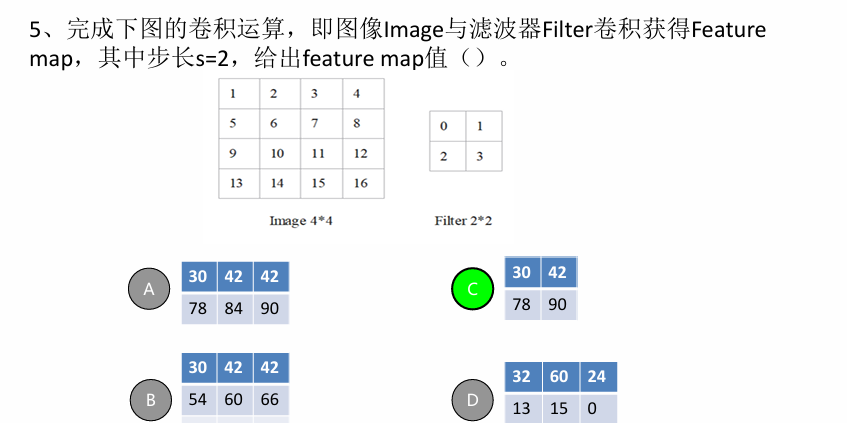 5、完成下图的卷积运算，即图像Image与滤波器Filter卷积获得Feature
map，其中步长s=2，给出feature map值（）。
1 2 3 4
5 6 7 8
9 10 11 12
13 14 15 16
Image 4*4
0 1
2 3
Filter 2*2
A
30 42 42
78 84 90
C
30 42
78 90
B
30 42 42
54 60 66
D
32 60 24
13 15 0